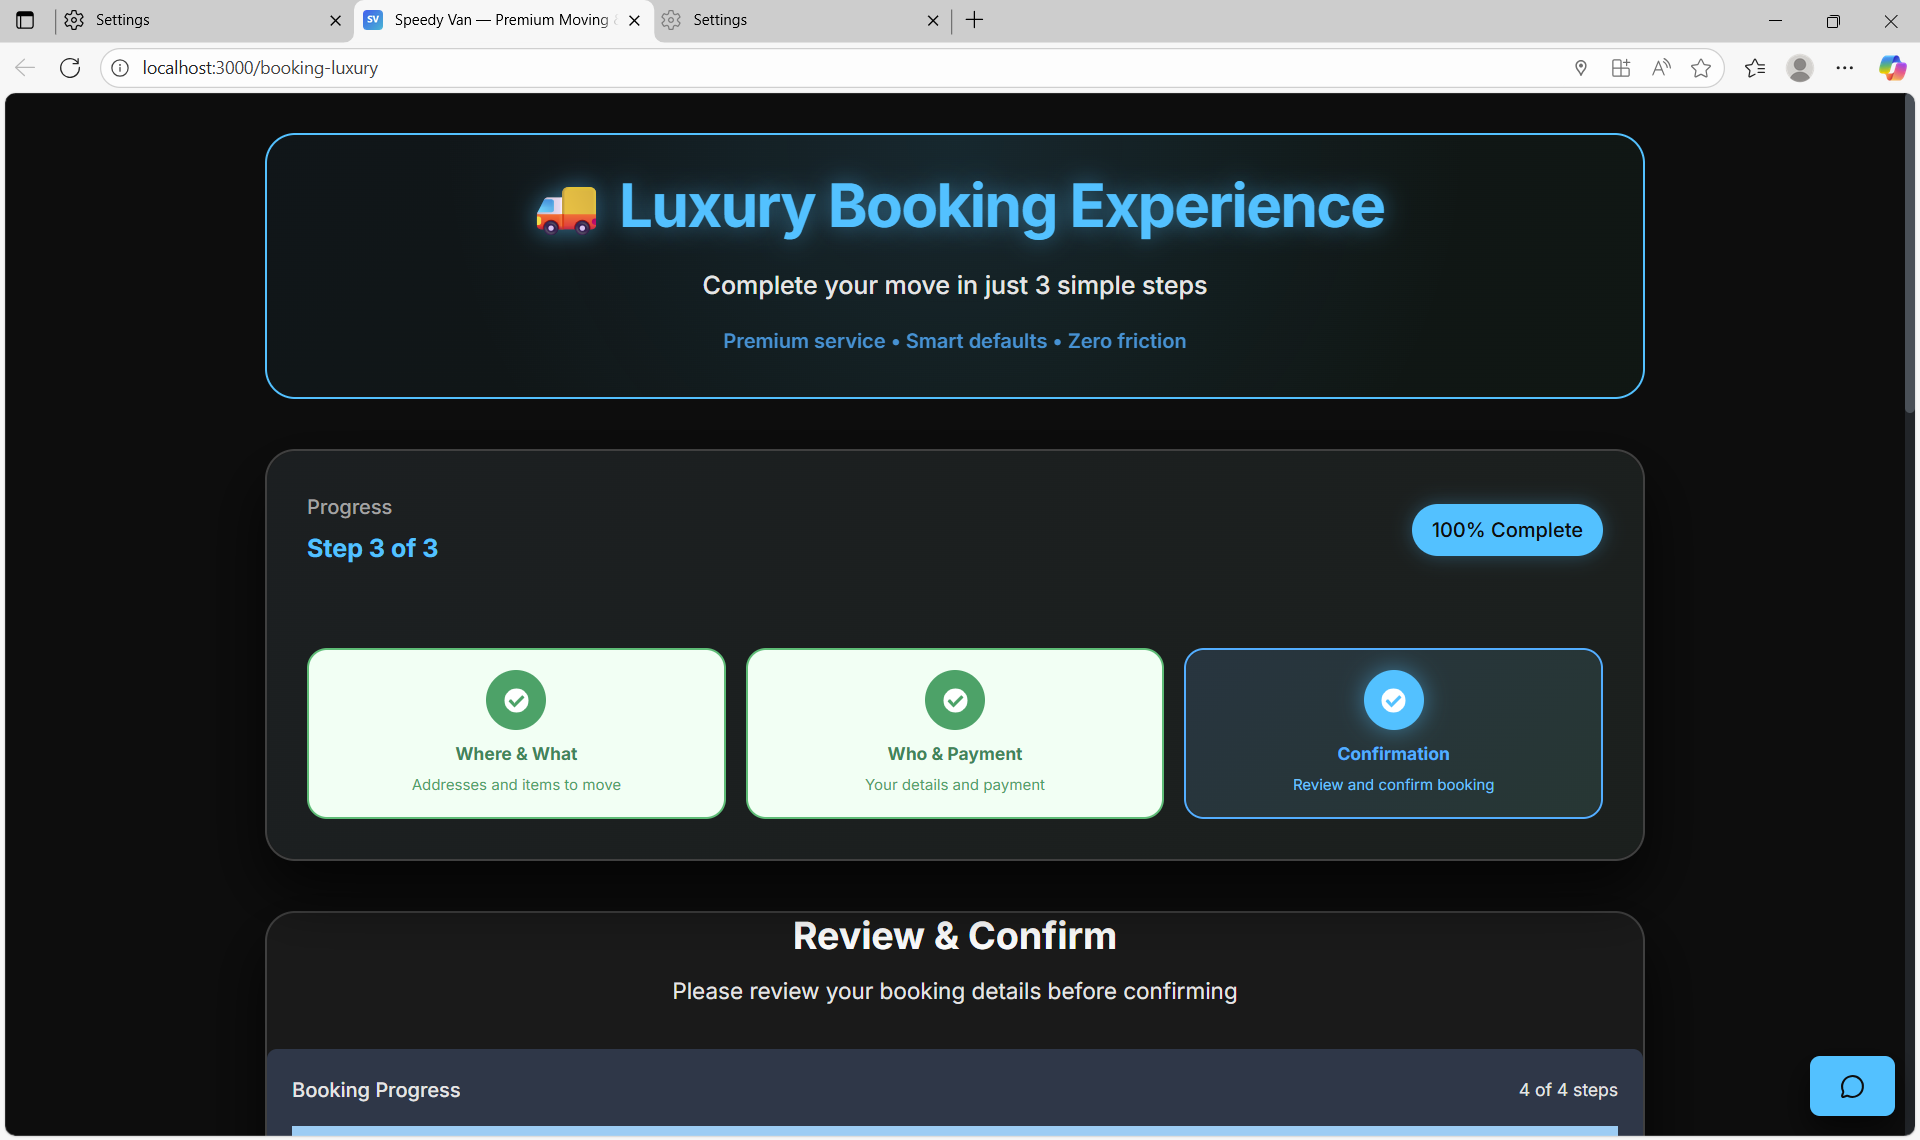 Settings
SV
Speedy Van — Premium Moving
Settings
localhost:3000/booking-luxury
Luxury Booking Experience
Complete your move in just 3 simple steps
Premium service • Smart defaults • Zero friction
Progress
Step 3 of 3
100% Complete
Where & What
Addresses and items to move
Who & Payment
Your details and payment
Confirmation
Review and confirm booking
Review & Confirm
Please review your booking details before confirming
Booking Progress
4 of 4 steps